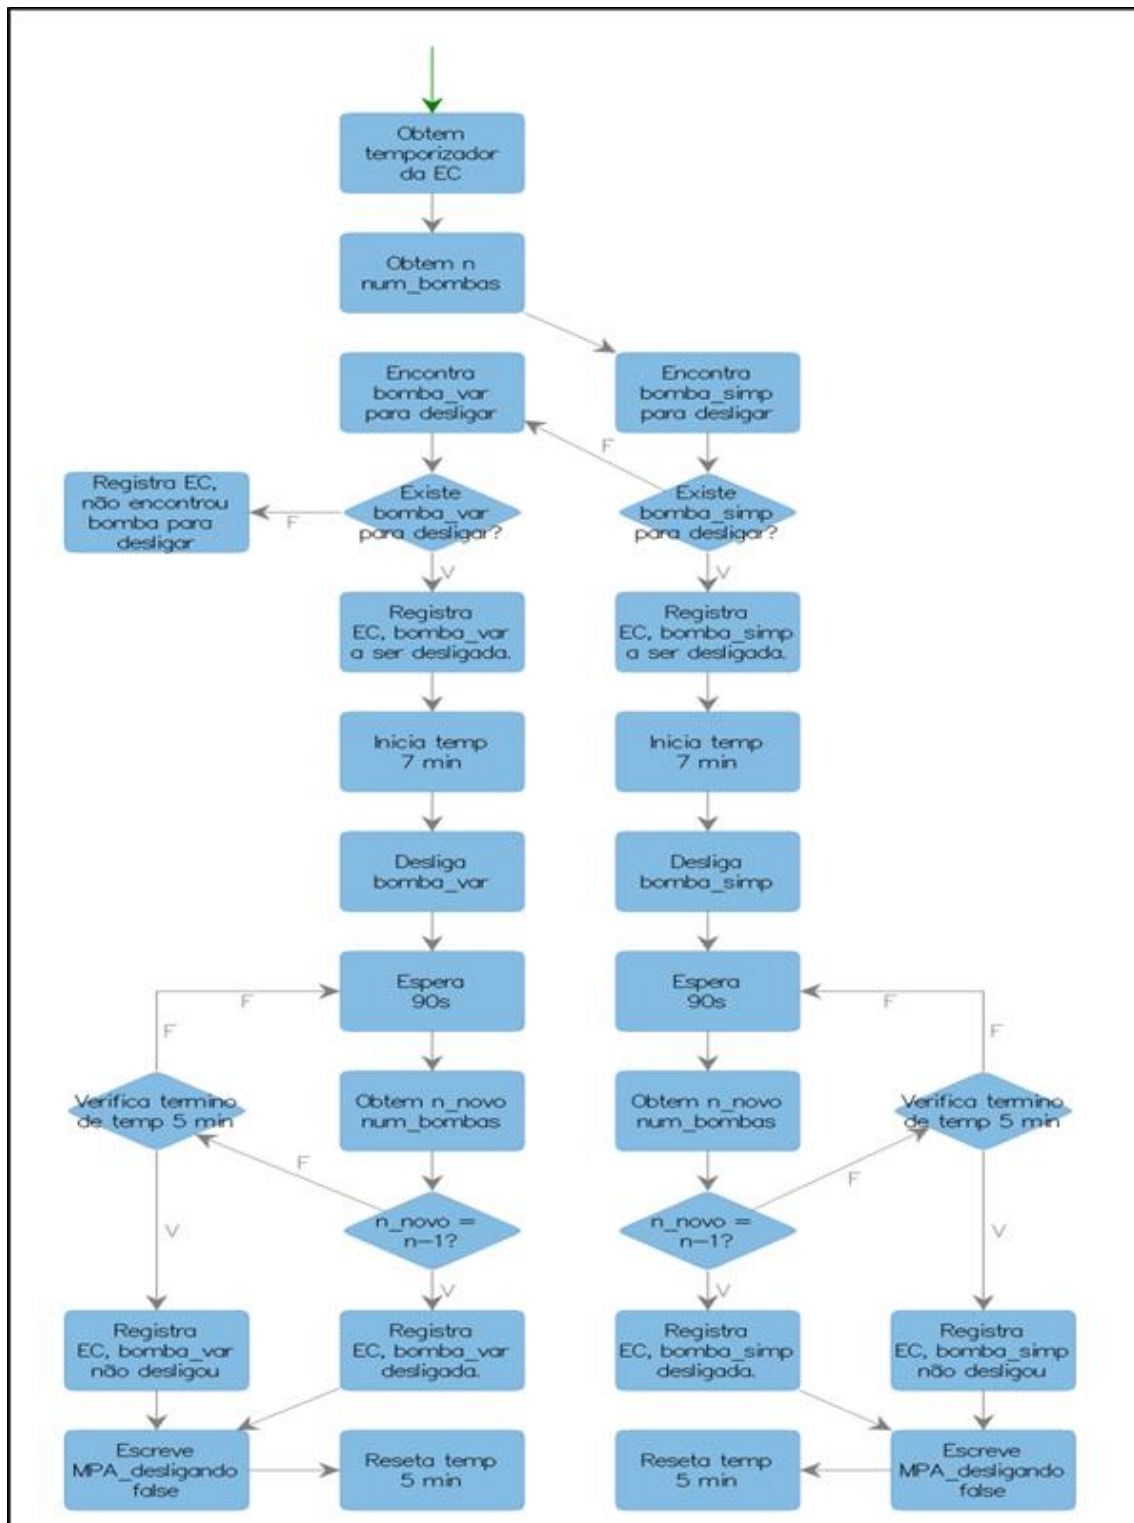 Obtem
temporizador
da EC
Obtem n
num_bombas
Encontra
bomba_var
para desligar
Encontra
bomba_simp
para desligar
F
Registra EC,
não encontrou
bomba para
desligar
F
Existe
bomba_var
para desligar?
Existe
bomba_simp
para desligar?
V
V
Registra
EC, bomba_var
a ser desligada.
Registra
EC, bomba_simp
a ser desligada.
Inicia temp
7 min
Inicia temp
7 min
Desliga
bomba_var
Desliga
bomba_simp
F
Espera
90s
Espera
90s
F
F
F
Verifica termino
de temp 5 min
Obtem n_novo
num_bombas
Obtem n_novo
num_bombas
Verifica termino
de temp 5 min
F
F
V
n_novo =
n-1?
n_novo =
n-1?
V
V
V
Registra
EC, bomba_var
não desligou
Registra
EC, bomba_var
desligada.
Registra
EC, bomba_simp
desligada.
Registra
EC, bomba_simp
não desligou
Escreve
MPA_desligando
false
Reseta temp
5 min
Reseta temp
5 min
Escreve
MPA_desligando
false